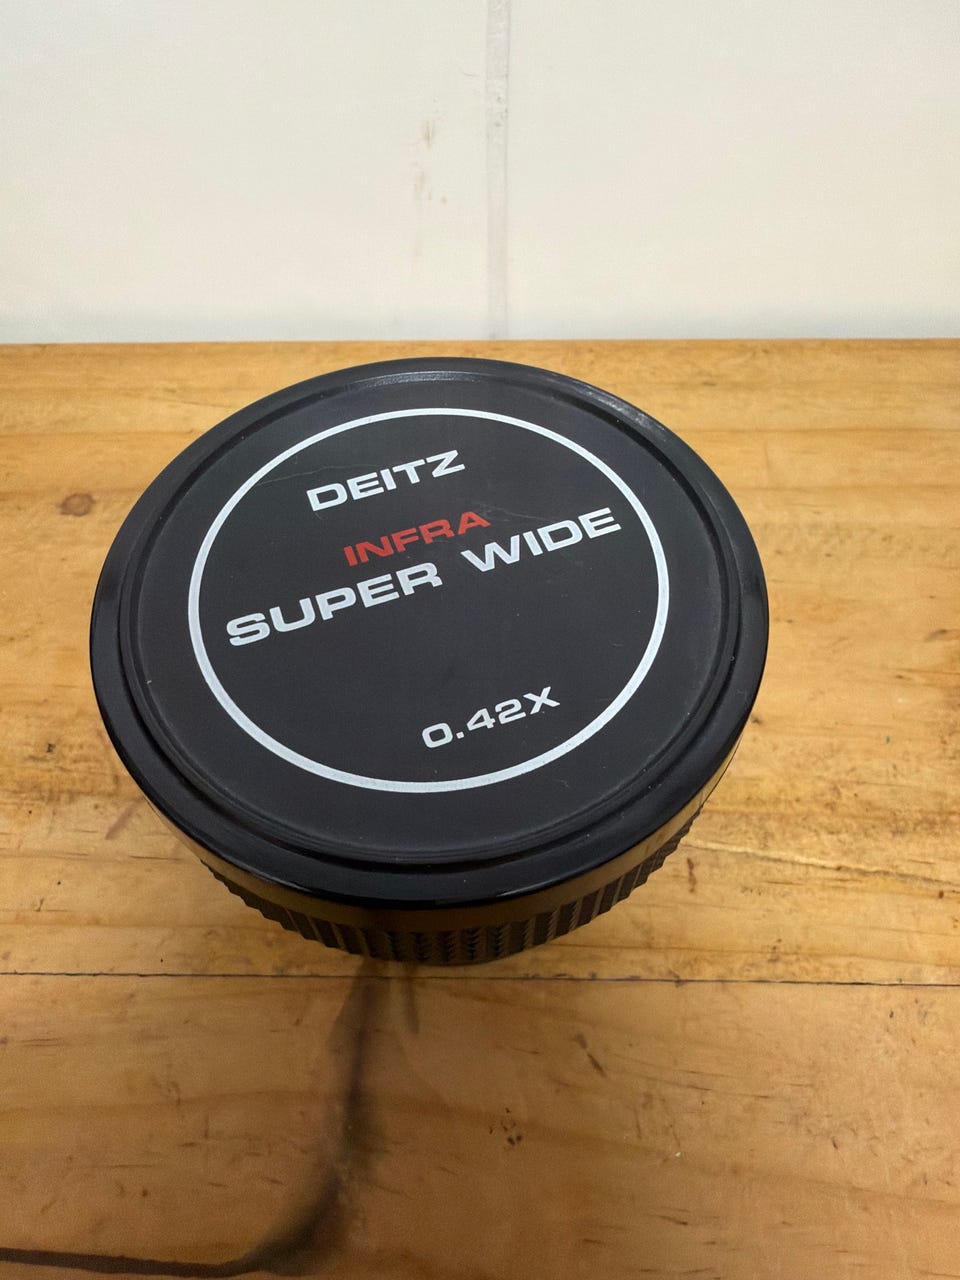 DEITZ
INFRA
SUPER WIDE
0.42X